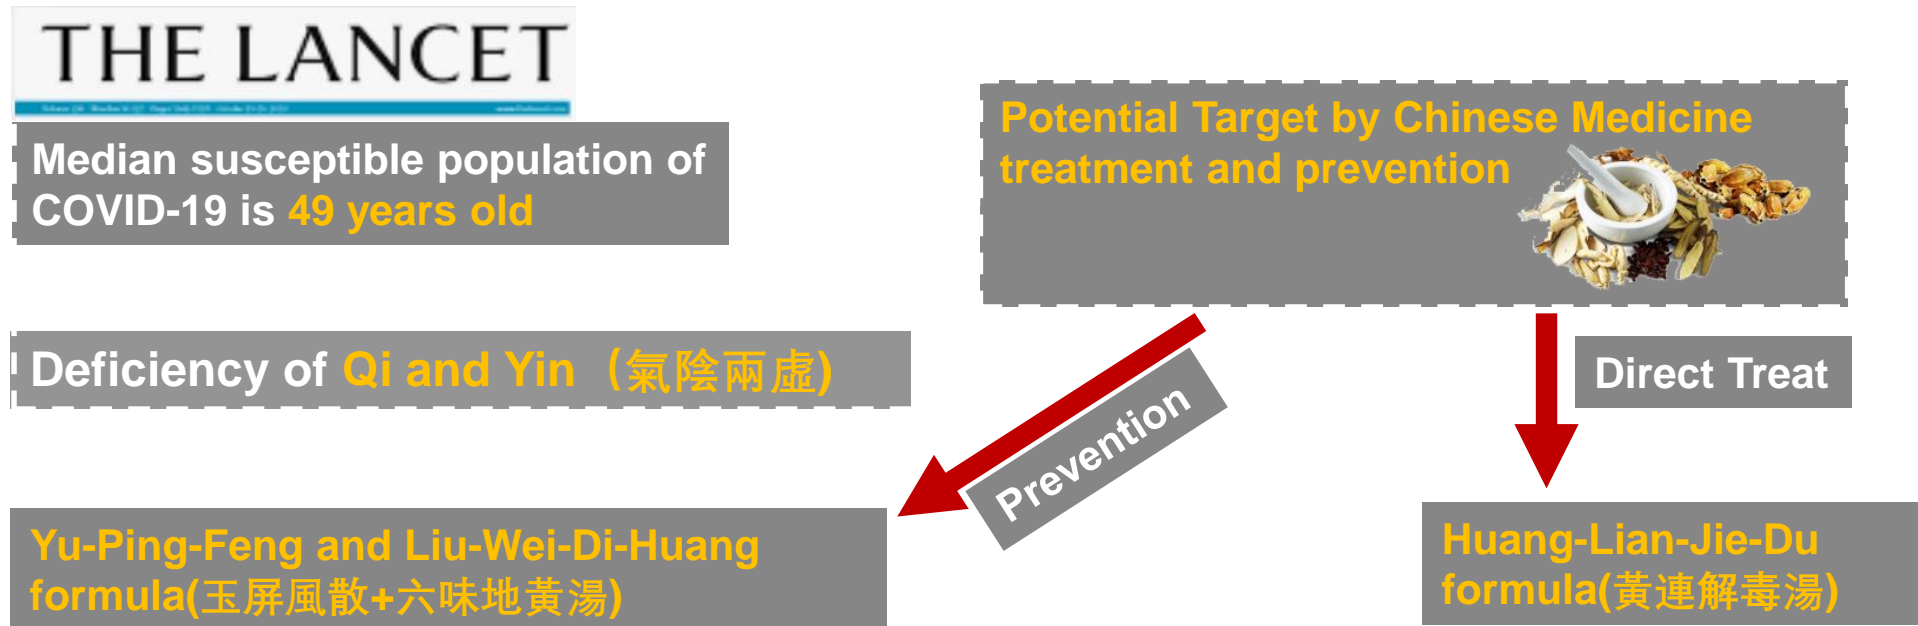 THE LANCET
Median susceptible population of
COVID-19 is 49 years old
Potential Target by Chinese Medicine
treatment and prevention
Deficiency of Qi and Yin (氣陰兩虛)
Prevention
Direct Treat
Yu-Ping-Feng and Liu-Wei-Di-Huang
formula(玉屏風散+六味地黃湯)
Huang-Lian-Jie-Du
formula(黃連解毒湯)